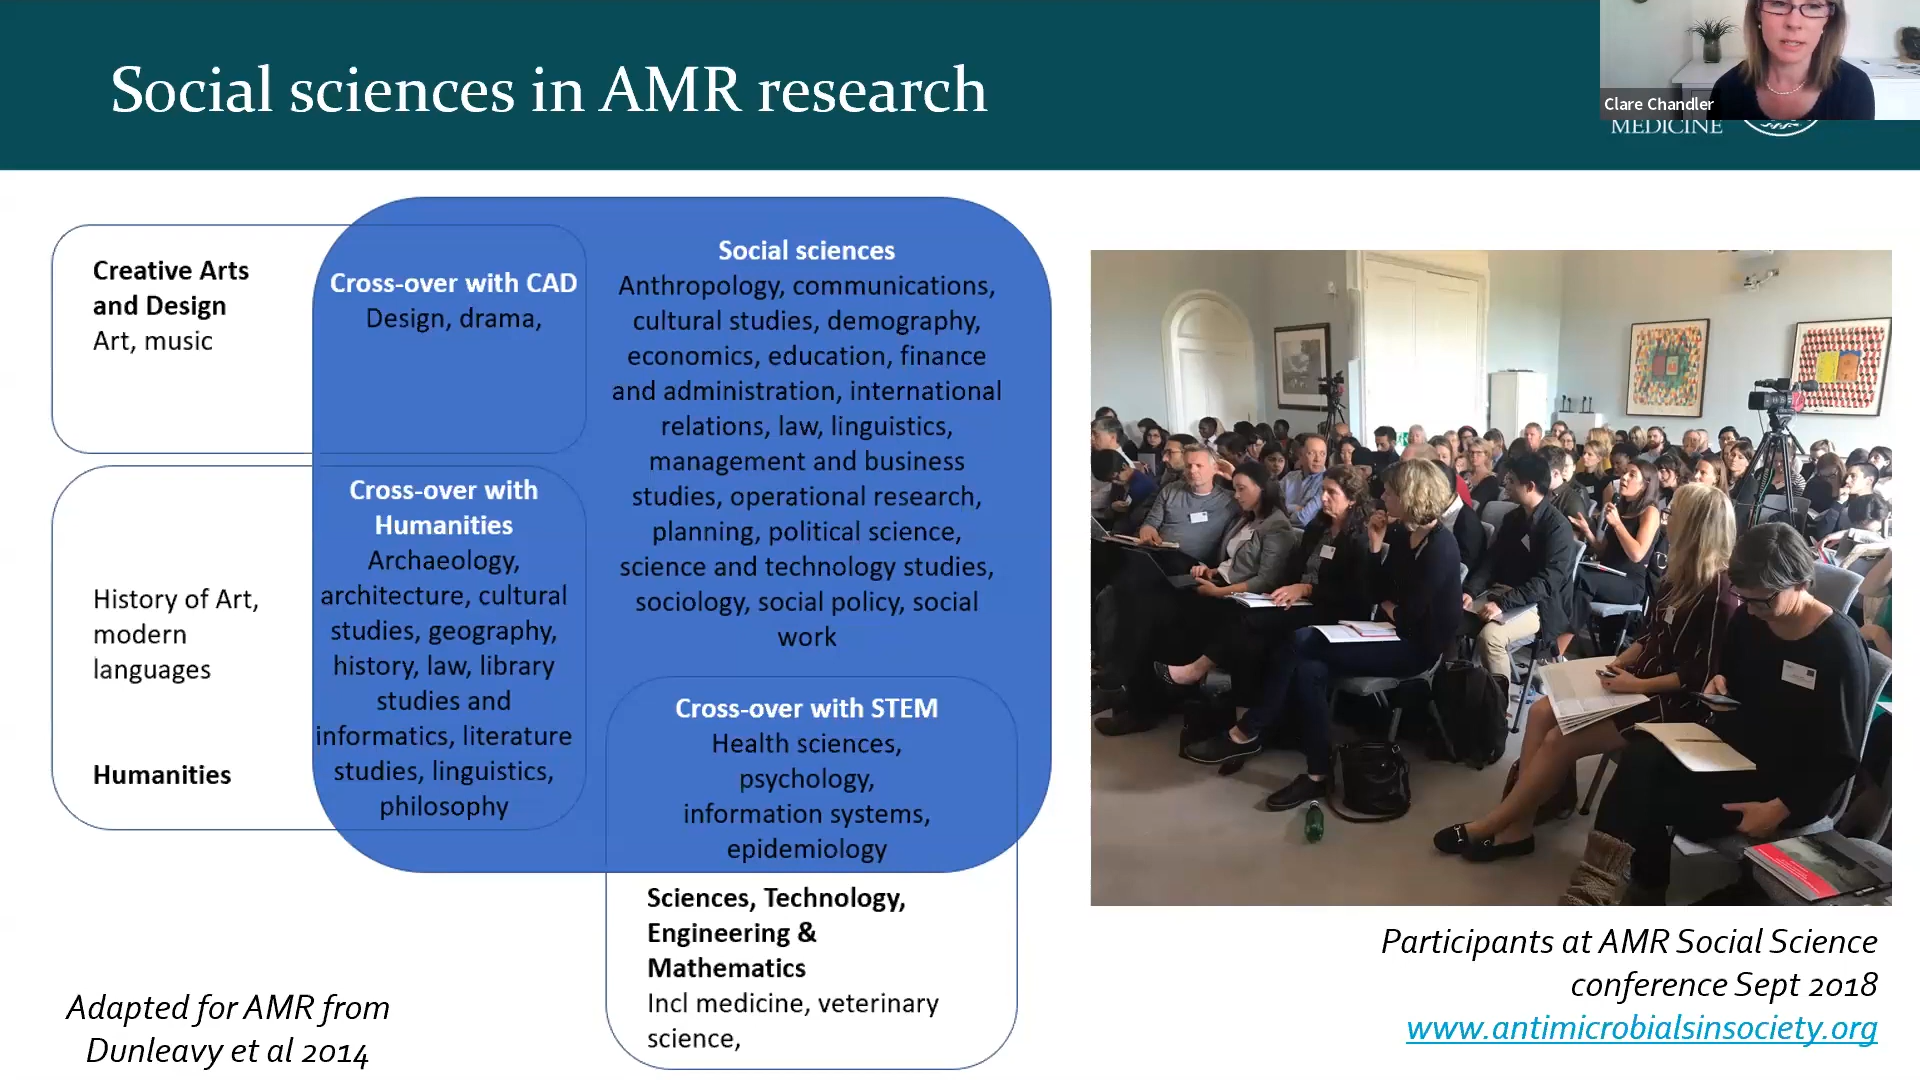 Social sciences in AMR research
Clare Chandler
MEDICINE
Creative Arts
and Design
Art, music
Cross-over with CAD
Design, drama,
Social sciences
Anthropology, communications,
cultural studies, demography,
economics, education, finance
and administration, international
relations, law, linguistics,
management and business
studies, operational research,
planning, political science,
science and technology studies,
sociology, social policy, social
work
History of Art,
modern
languages
Humanities
Cross-over with
Humanities
Archaeology,
architecture, cultural
studies, geography,
history, law, library
studies and
informatics, literature
studies, linguistics,
philosophy
Cross-over with STEM
Health sciences,
psychology,
information systems,
epidemiology
Sciences, Technology,
Engineering &
Mathematics
Incl medicine, veterinary
science,
Adapted for AMR from
Dunleavy et al 2014
Participants at AMR Social Science
conference Sept 2018
www.antimicrobialsinsociety.org